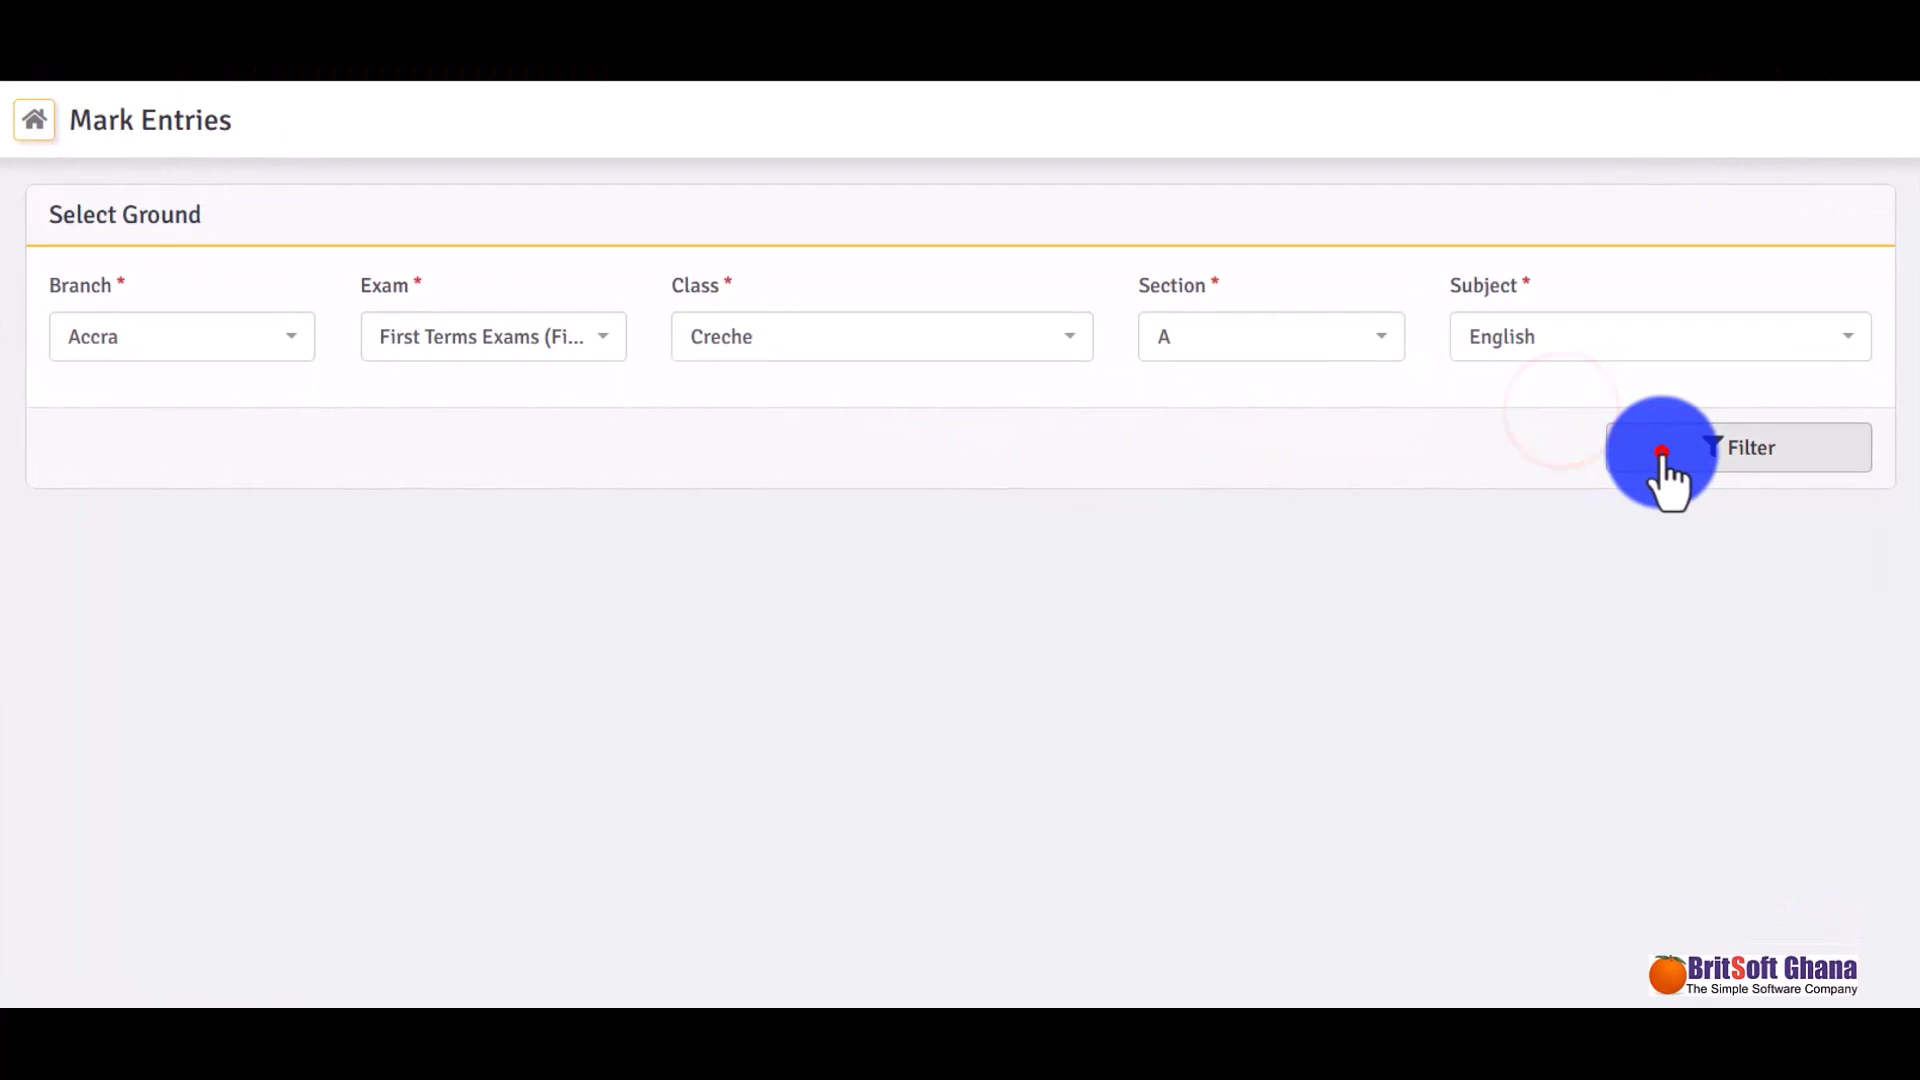 Mark Entries
Select Ground
Branch * Exam * Class * Section * Subject *
Accra First Terms Exams (Fi... Creche A English
Filter
BritSoft Ghana
The Simple Software Company